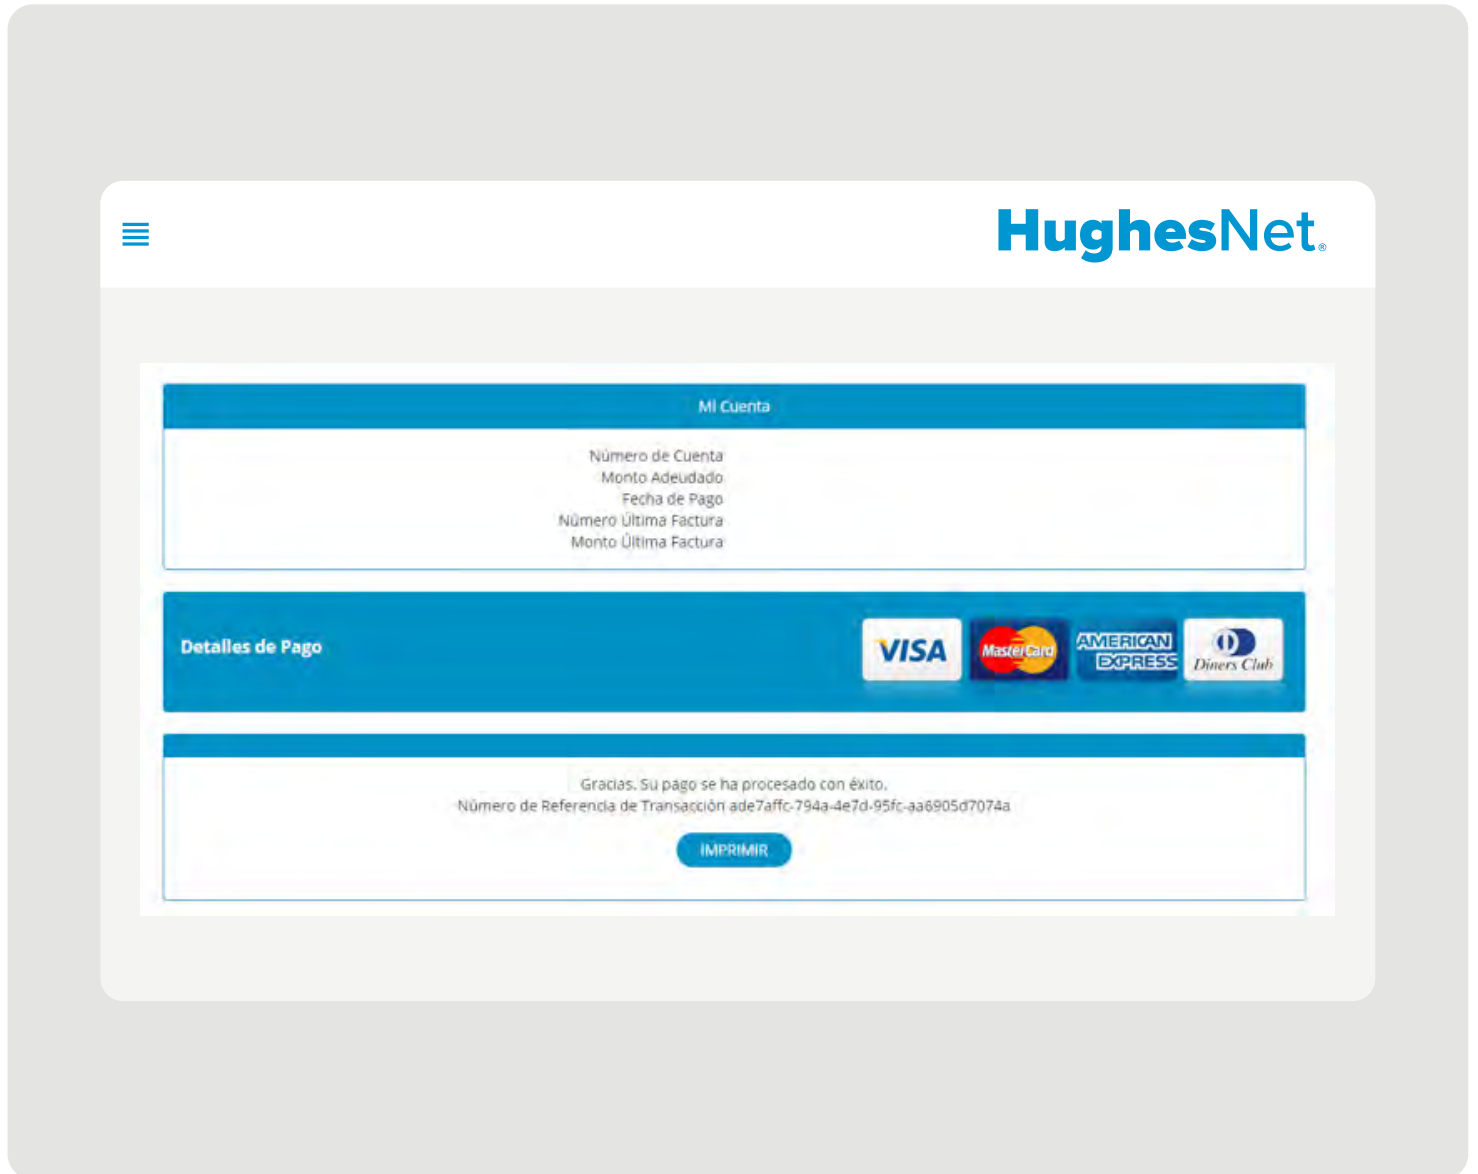 HughesNet®
Mi Cuenta
Número de Cuenta
Monto Adeudado
Fecha de Pago
Número Última Factura
Monto Última Factura
Detalles de Pago
VISA
MasterCard
AMERICAN
EXPRESS
Diners Club
Gracias. Su pago se ha procesado con éxito.
Número de Referencia de Transacción ade7affc-794a-4e7d-95fc-aa6905d7074a
IMPRIMIR